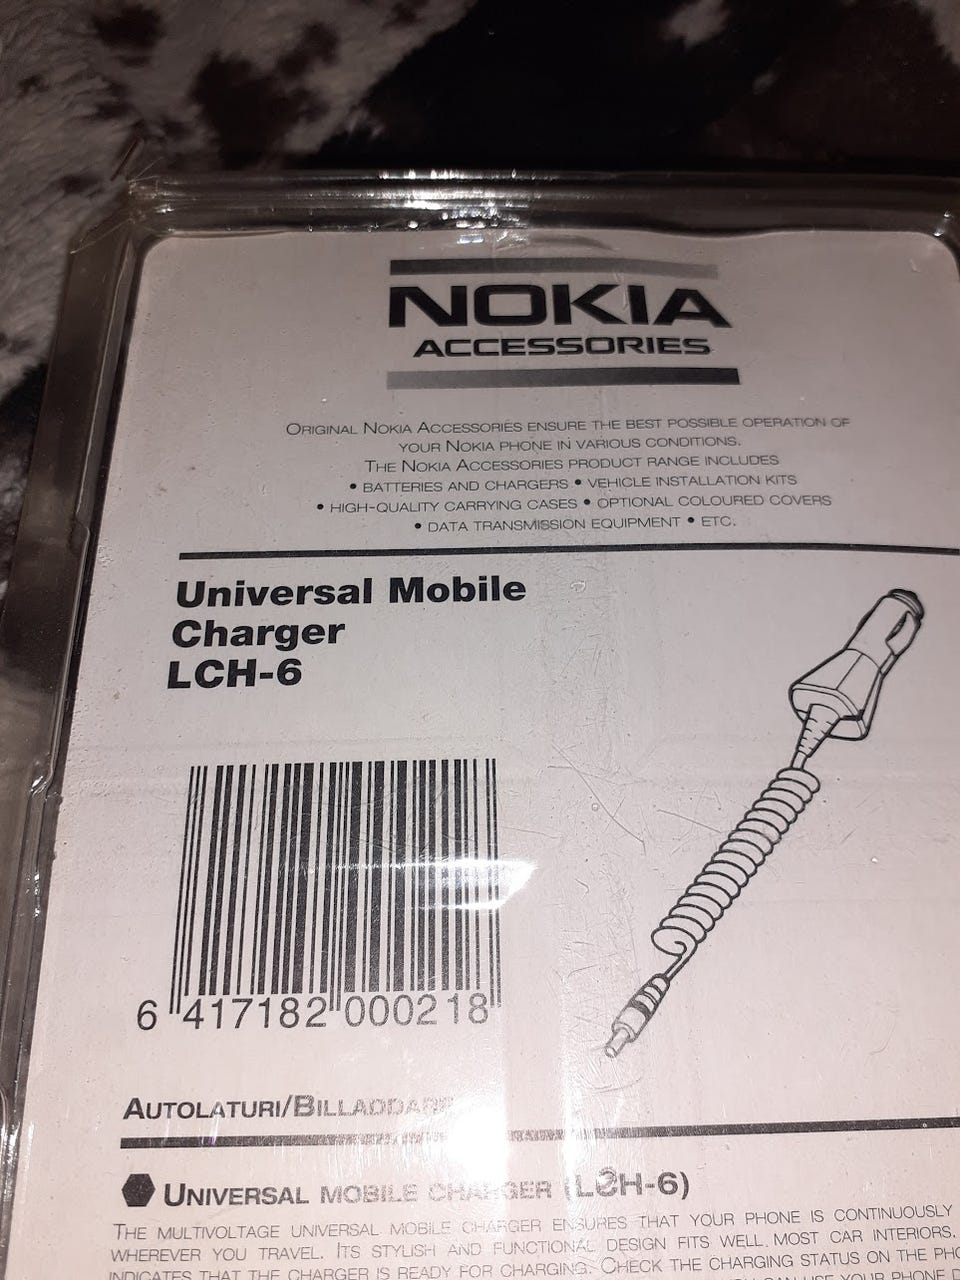 NOKIA
ACCESSORIES
ORIGINAL NOKIA ACCESSORIES ENSURE THE BEST POSSIBLE OPERATION OF
YOUR NOKIA PHONE IN VARIOUS CONDITIONS.
THE NOKIA ACCESSORIES PRODUCT RANGE INCLUDES
• BATTERIES AND CHARGERS • VEHICLE INSTALLATION KITS
• HIGH-QUALITY CARRYING CASES • OPTIONAL COLOURED COVERS
• DATA TRANSMISSION EQUIPMENT • ETC.
Universal Mobile
Charger
LCH-6
6 417182 000218
AUTOLATURI/BILLADDARE
UNIVERSAL MOBILE CHARGER (LCH-6)
THE MULTIVOLTAGE UNIVERSAL MOBILE CHARGER ENSURES THAT YOUR PHONE IS CONTINUOUSLY
WHEREVER YOU TRAVEL. ITS STYLISH AND FUNCTIONAL DESIGN FITS WELL MOST CAR INTERIORS.
INDICATES THAT THE CHARGER IS READY FOR CHARGING. CHECK THE CHARGING STATUS ON THE
CAN USE YOUR PHONE